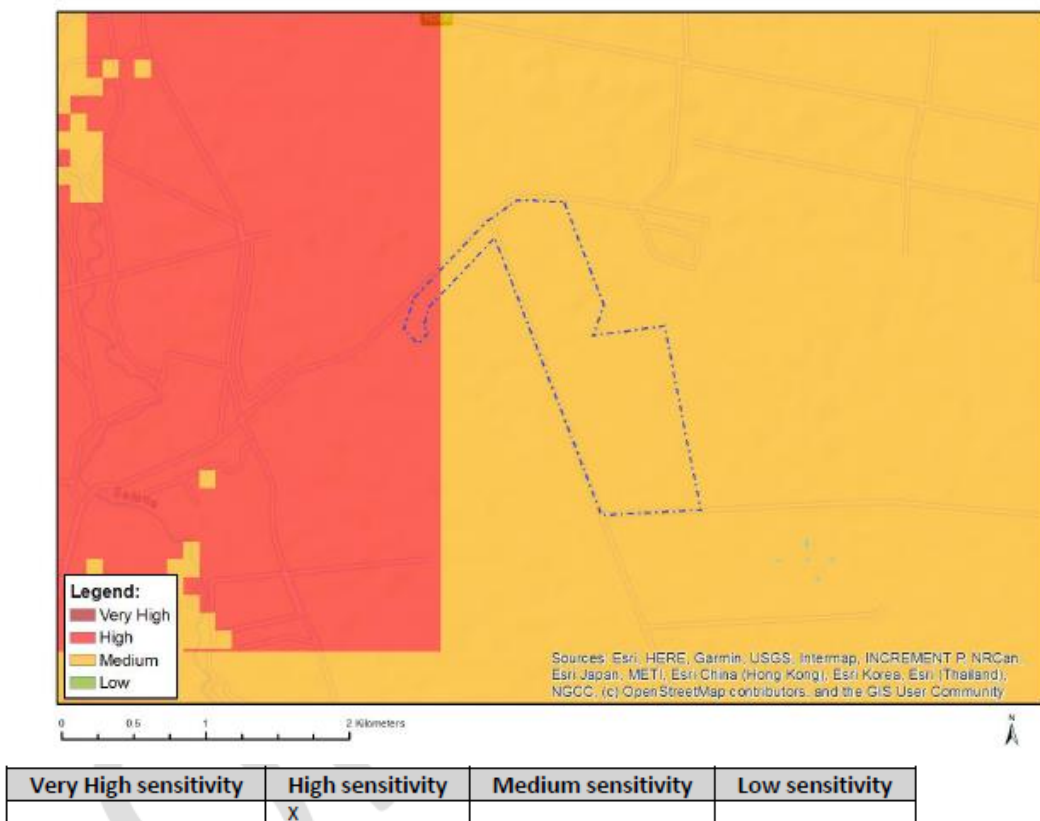 Legend:
Very High
High
Medium
Low
Sources: Esri, HERE, Garmin, USGS, Intermap, INCREMENT P, NRCan,
Esri Japan, METI, Esri China (Hong Kong), Esri Korea, Esri (Thailand),
NGCC, (c) OpenStreetMap contributors, and the GIS User Community
0 0.5 1 2 Kilometers
N
Very High sensitivity High sensitivity Medium sensitivity Low sensitivity
X